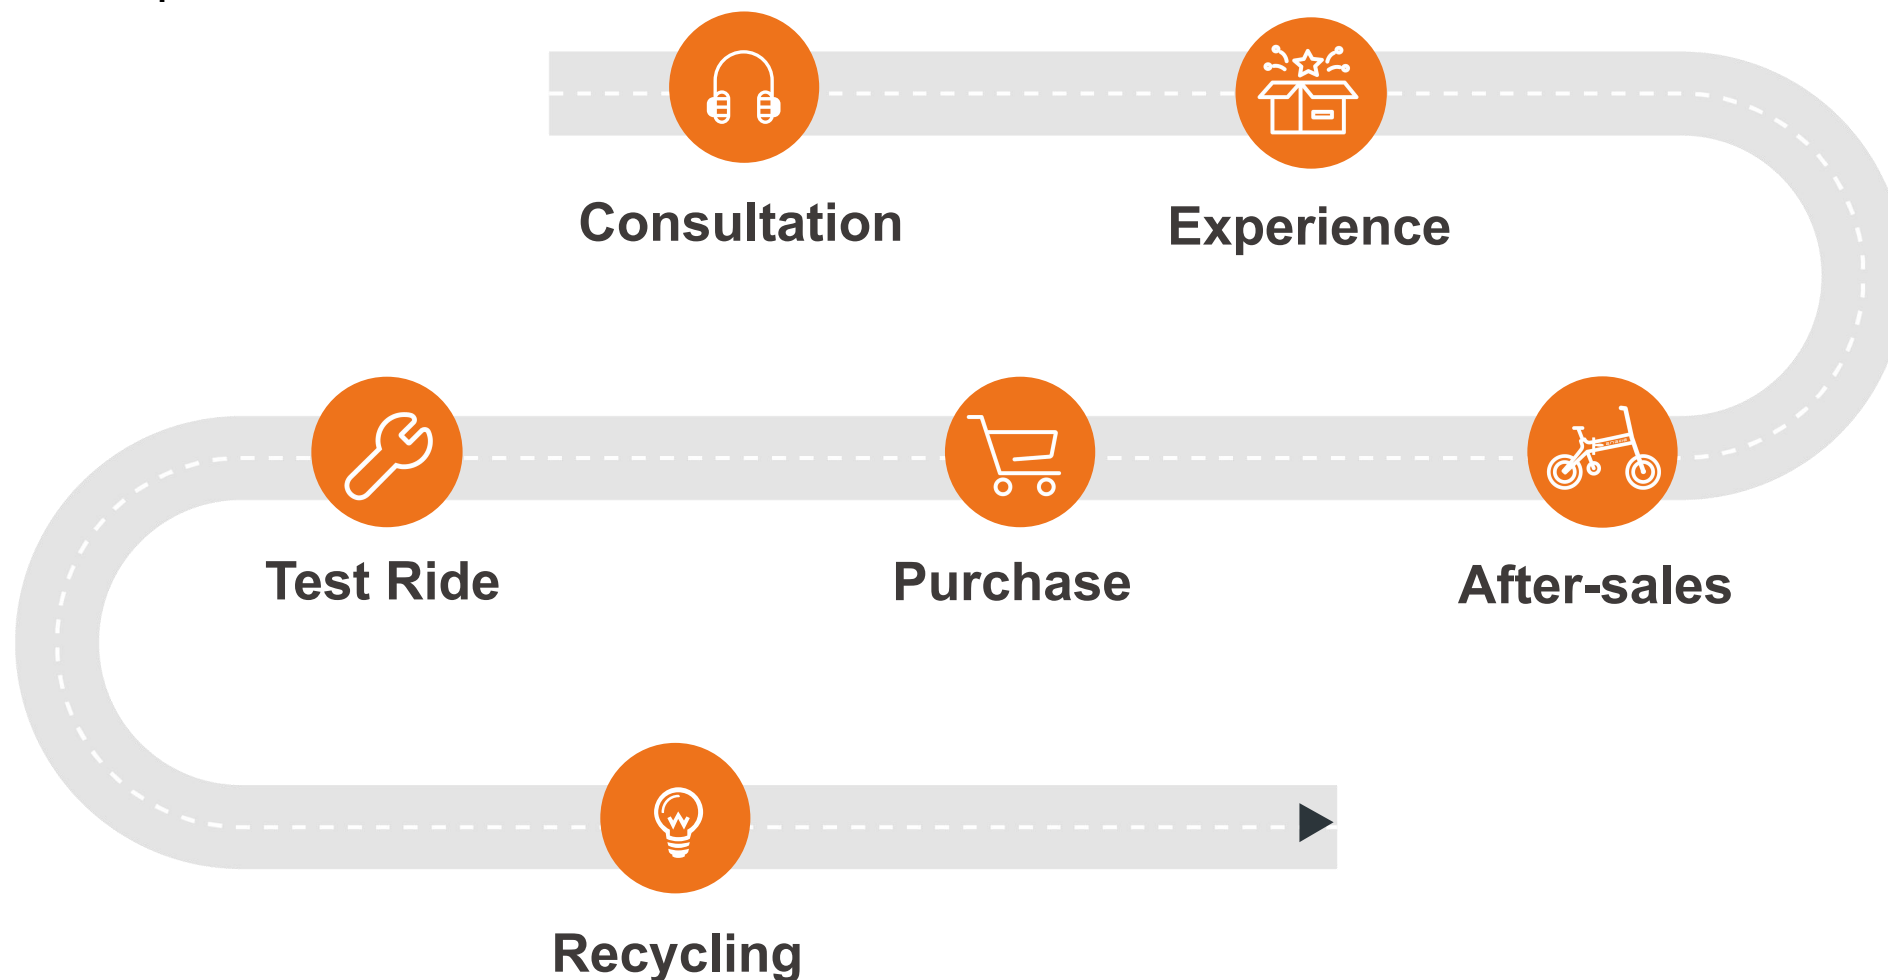 Consultation
Experience
Test Ride
Purchase
After-sales
Recycling